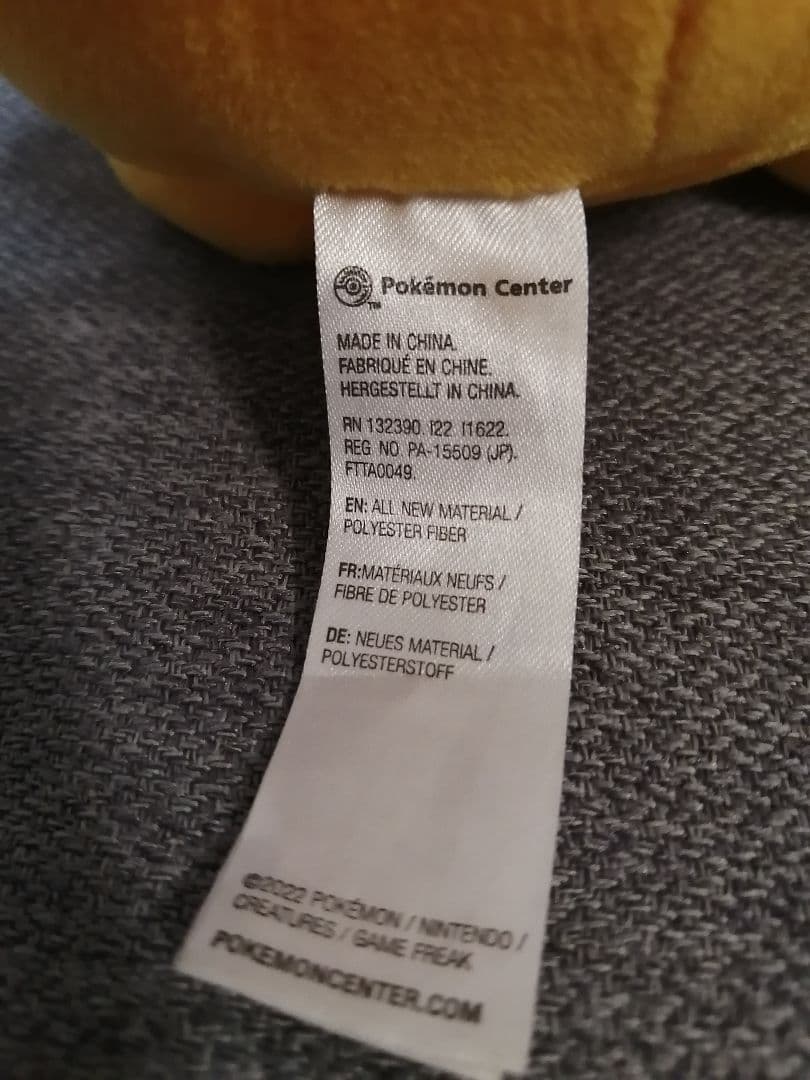 Pokémon Center
TM
MADE IN CHINA.
FABRIQUÉ EN CHINE.
HERGESTELLT IN CHINA.
RN 132390. I22. I1622.
REG NO. PA-15509 (JP).
FTTA0049.
EN: ALL NEW MATERIAL /
POLYESTER FIBER
FR:MATÉRIAUX NEUFS /
FIBRE DE POLYESTER
DE: NEUES MATERIAL /
POLYESTERSTOFF
©2022 POKÉMON / NINTENDO /
CREATURES / GAME FREAK
POKEMONCENTER.COM